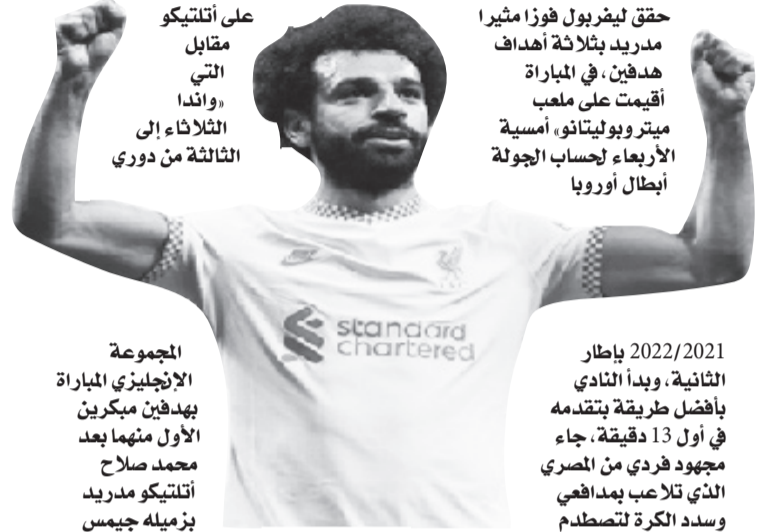 حقق ليفربول فوزا مثيرا على أتلتيكو
مدريد بثلاثة أهداف مقابل
هدفين، في المباراة التي
أقيمت على ملعب «واندا
ميتروبوليتانو» أمسية الثلاثاء إلى
الأربعاء لحساب الجولة الثالثة من دوري
أبطال أوروبا
standard
chartered
2022/2021 بإطار المجموعة
الثانية، وبدأ النادي الإنجليزي المباراة
بأفضل طريقة بتقدمه بهدفين مبكرين
في أول 13 دقيقة، جاء الأول منهما بعد
مجهود فردي من المصري محمد صلاح
الذي تلاعب بمدافعي أتلتيكو مدريد
وسدد الكرة لتصطدم بزميله جيمس